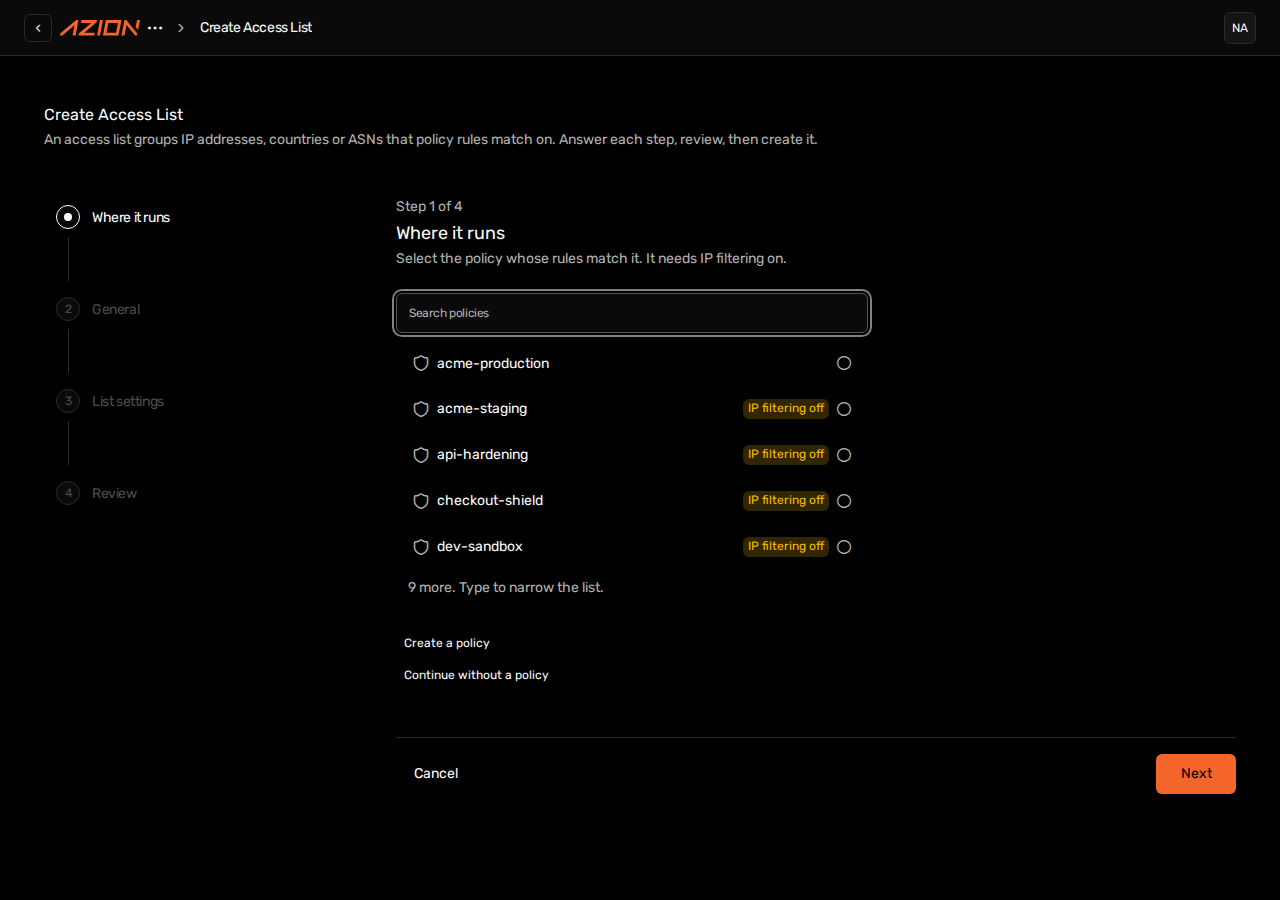 AZION ... > Create Access List NA
Create Access List
An access list groups IP addresses, countries or ASNs that policy rules match on. Answer each step, review, then create it.
Where it runs
2 General
3 List settings
4 Review
Step 1 of 4
Where it runs
Select the policy whose rules match it. It needs IP filtering on.
Search policies
acme-production
acme-staging IP filtering off
api-hardening IP filtering off
checkout-shield IP filtering off
dev-sandbox IP filtering off
9 more. Type to narrow the list.
Create a policy
Continue without a policy
Cancel Next